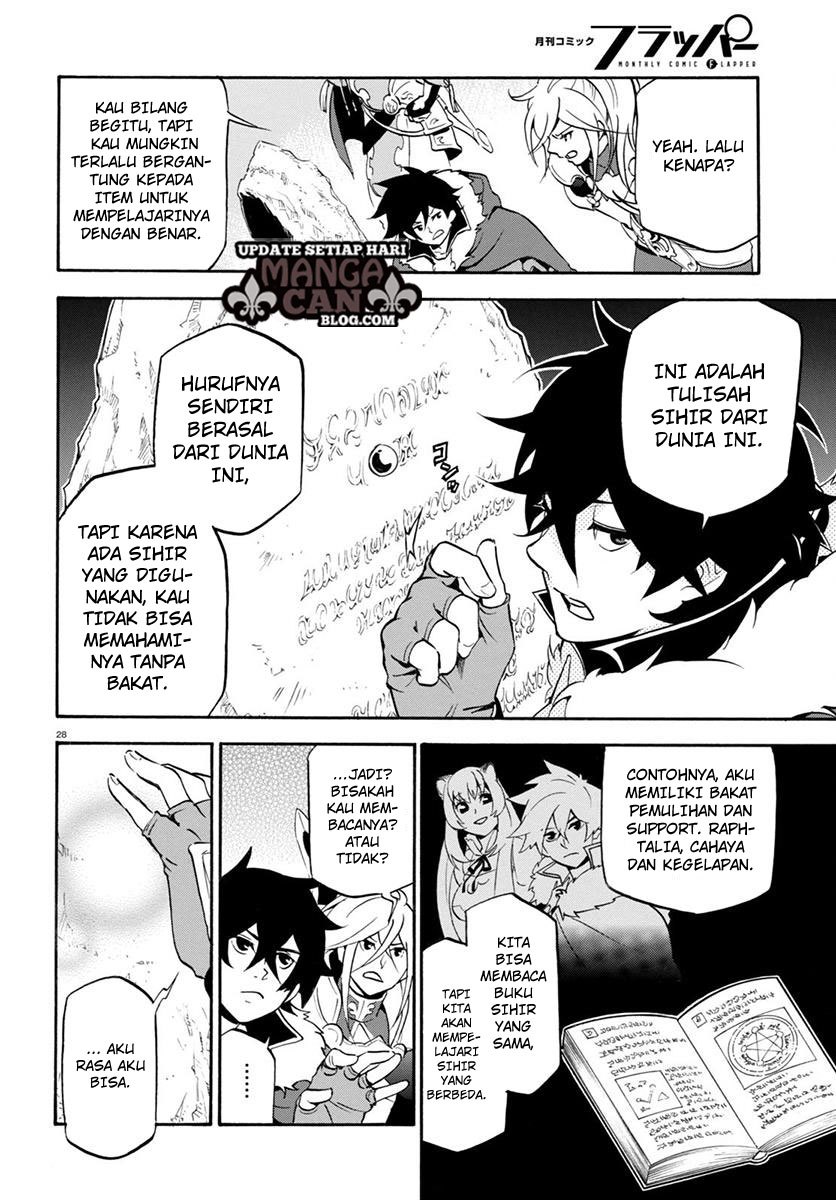 月刊コミック フラッパー
MONTHLY COMIC FLAPPER
YEAH. LALU
KENAPA?
KAU BILANG
BEGITU, TAPI
KAU MUNGKIN
TERLALU BERGAN-
TUNG KEPADA
ITEM UNTUK
MEMPELAJARINYA
DENGAN BENAR.
UPDATE SETIAP HARI
MANGA
CAN
BLOG.COM
INI ADALAH
TULISAH
SIHIR DARI
DUNIA INI.
HURUFNYA
SENDIRI
BERASAL
DARI DUNIA
INI,
コンッ
TAPI KARENA
ADA SIHIR
YANG DIGU-
NAKAN, KAU
TIDAK BISA
MEMAHAMI-
NYA TANPA
BAKAT.
28
CONTOHNYA, AKU
MEMILIKI BAKAT
PEMULIHAN DAN
SUPPORT. RAPH-
TALIA, CAHAYA
DAN KEGELAPAN.
KITA BISA
MEMBACA
BUKU
SIHIR
YANG
SAMA,
TAPI
KITA
AKAN
MEMPE-
LAJARI
SIHIR
YANG
BERBEDA.
...JADI?
BISAKAH
KAU MEM-
BACANYA?
ATAU
TIDAK?
......
... AKU
RASA AKU
BISA.